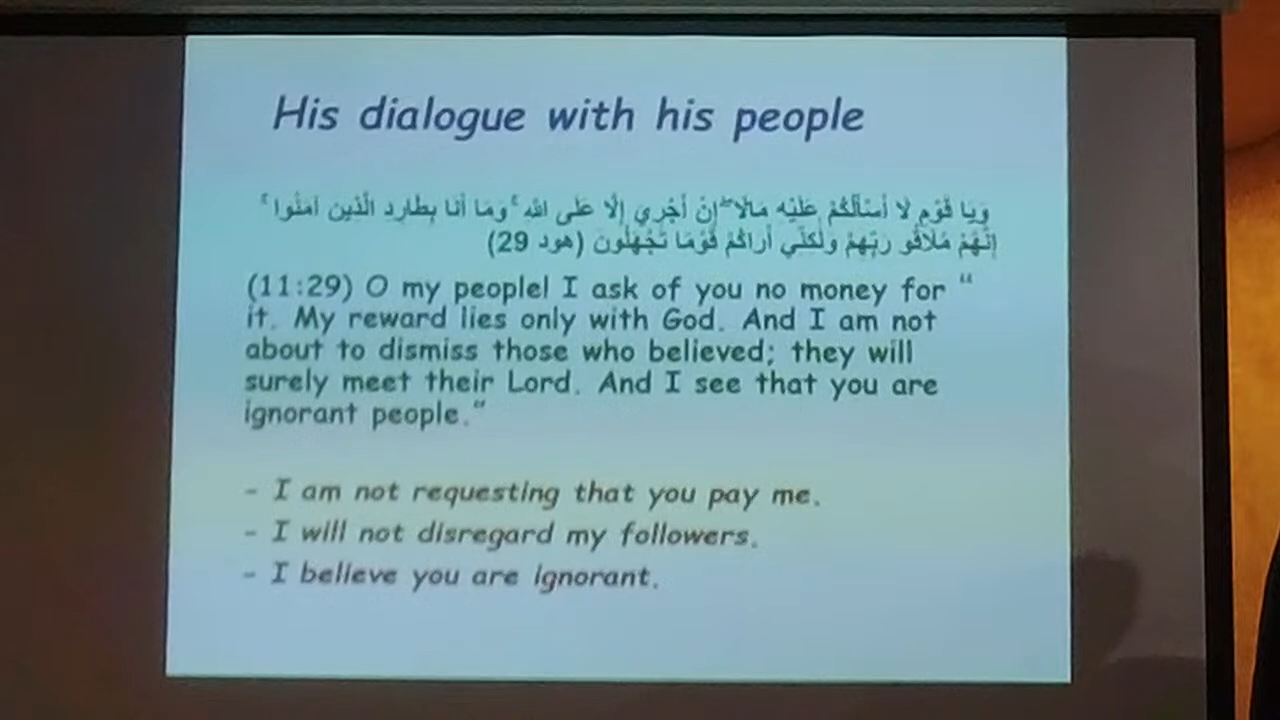 His dialogue with his people
وَيَا قَوْمِ لَا أَسْأَلُكُمْ عَلَيْهِ مَالًا ۖ إِنْ أَجْرِيَ إِلَّا عَلَى اللَّهِ ۚ وَمَا أَنَا بِطَارِدِ الَّذِينَ آمَنُوا ۚ
إِنَّهُمْ مُلَاقُو رَبِّهِمْ وَلَٰكِنِّي أَرَاكُمْ قَوْمًا تَجْهَلُونَ (هود 29)
(11:29) O my peoplel I ask of you no money for “
it. My reward lies only with God. And I am not
about to dismiss those who believed; they will
surely meet their Lord. And I see that you are
ignorant people.“
- I am not requesting that you pay me.
- I will not disregard my followers.
- I believe you are ignorant.